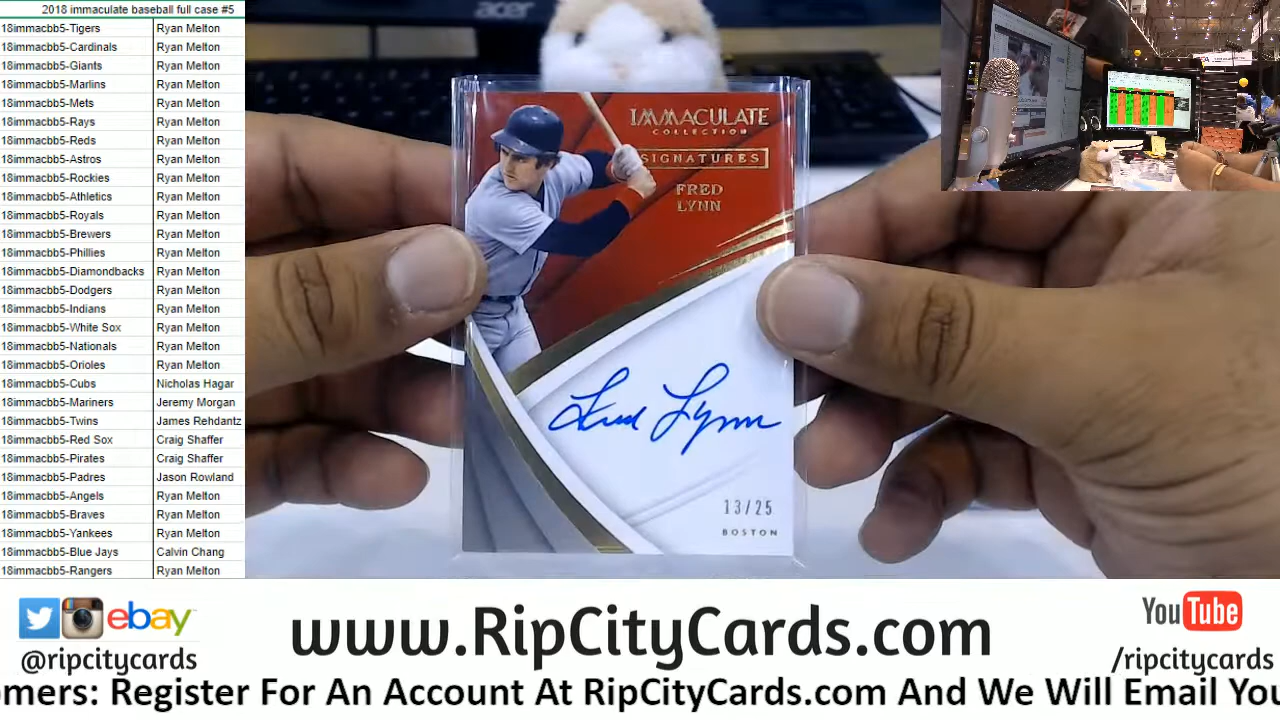 2018 immaculate baseball full case #5
18immacbb5-Tigers Ryan Melton
18immacbb5-Cardinals Ryan Melton
18immacbb5-Giants Ryan Melton
18immacbb5-Marlins Ryan Melton
18immacbb5-Mets Ryan Melton
18immacbb5-Rays Ryan Melton
18immacbb5-Reds Ryan Melton
18immacbb5-Astros Ryan Melton
18immacbb5-Rockies Ryan Melton
18immacbb5-Athletics Ryan Melton
18immacbb5-Royals Ryan Melton
18immacbb5-Brewers Ryan Melton
18immacbb5-Phillies Ryan Melton
18immacbb5-Diamondbacks Ryan Melton
18immacbb5-Dodgers Ryan Melton
18immacbb5-Indians Ryan Melton
18immacbb5-White Sox Ryan Melton
18immacbb5-Nationals Ryan Melton
18immacbb5-Orioles Ryan Melton
18immacbb5-Cubs Nicholas Hagar
18immacbb5-Mariners Jeremy Morgan
18immacbb5-Twins James Rehdantz
18immacbb5-Red Sox Craig Shaffer
18immacbb5-Pirates Craig Shaffer
18immacbb5-Padres Jason Rowland
18immacbb5-Angels Ryan Melton
18immacbb5-Braves Ryan Melton
18immacbb5-Yankees Ryan Melton
18immacbb5-Blue Jays Calvin Chang
18immacbb5-Rangers Ryan Melton
acer
IMMACULATE
COLLECTION
SIGNATURES
FRED
LYNN
Fred Lynn
13/25
BOSTON
ebay
@ripcitycards
www.RipCityCards.com
YouTube
/ripcitycards
omers: Register For An Account At RipCityCards.com And We Will Email You